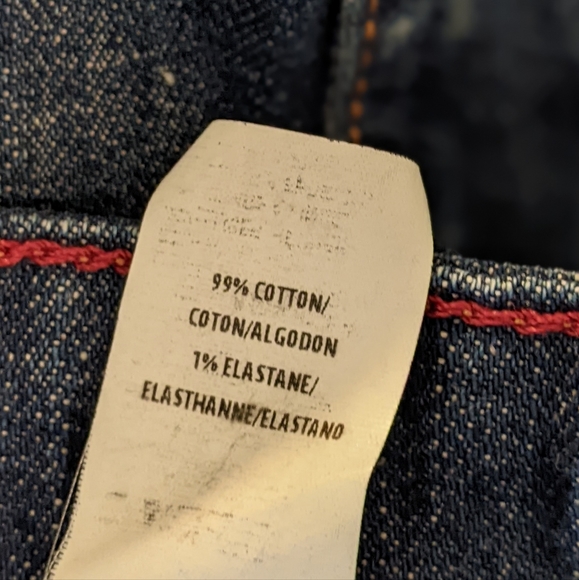 99% COTTON/
COTON/ALGODON
1% ELASTANE/
ELASTHANNE/ELASTANO